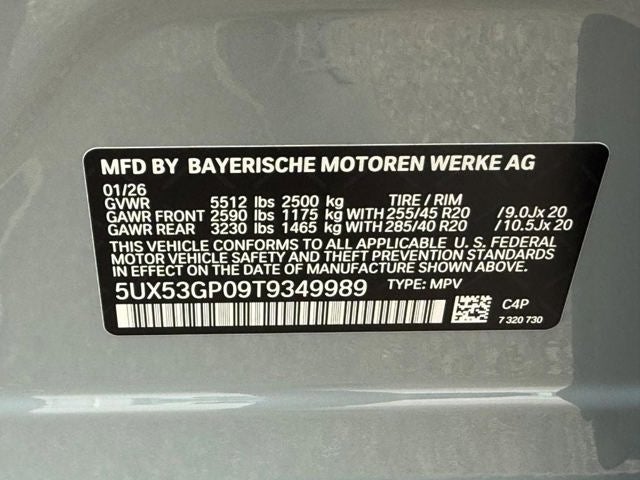 MFD BY BAYERISCHE MOTOREN WERKE AG
01/26
GVWR 5512 lbs 2500 kg TIRE / RIM
GAWR FRONT 2590 lbs 1175 kg WITH 255/45 R20 /9.0Jx 20
GAWR REAR 3230 lbs 1465 kg WITH 285/40 R20 /10.5Jx 20
THIS VEHICLE CONFORMS TO ALL APPLICABLE U. S. FEDERAL
MOTOR VEHICLE SAFETY AND THEFT PREVENTION STANDARDS
IN EFFECT ON THE DATE OF MANUFACTURE SHOWN ABOVE.
5UX53GP09T9349989 TYPE: MPV
C4P
7 320 730